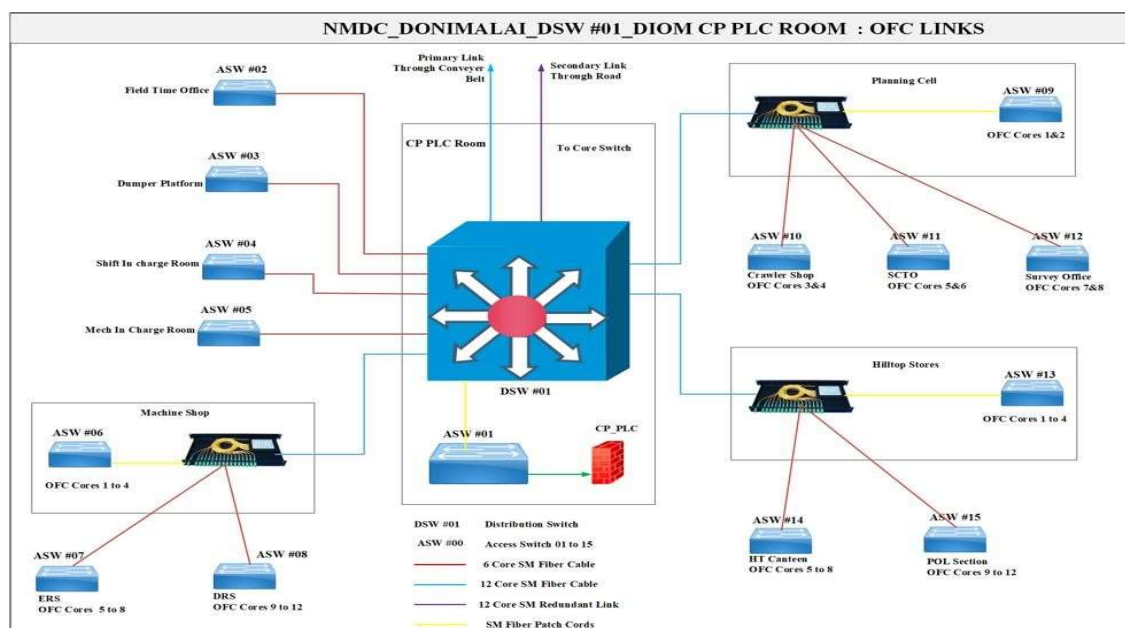 NMDC_DONIMALAI_DSW #01_DIOM CP PLC ROOM : OFC LINKS
ASW #02
Field Time Office
ASW #03
Dumper Platform
ASW #04
Shift In charge Room
ASW #05
Mech In Charge Room
Machine Shop
ASW #06
OFC Cores 1 to 4
ASW #07
ERS
OFC Cores 5 to 8
ASW #08
DRS
OFC Cores 9 to 12
Primary Link
Through Conveyer
Belt
Secondary Link
Through Road
CP PLC Room
To Core Switch
DSW #01
ASW #01
CP_PLC
DSW #01 Distribution Switch
ASW #00 Access Switch 01 to 15
6 Core SM Fiber Cable
12 Core SM Fiber Cable
12 Core SM Redundant Link
SM Fiber Patch Cords
Planning Cell
ASW #09
OFC Cores 1&2
ASW #10
Crawler Shop
OFC Cores 3&4
ASW #11
SCTO
OFC Cores 5&6
ASW #12
Survey Office
OFC Cores 7&8
Hilltop Stores
ASW #13
OFC Cores 1 to 4
ASW #14
HT Canteen
OFC Cores 5 to 8
ASW #15
POL Section
OFC Cores 9 to 12